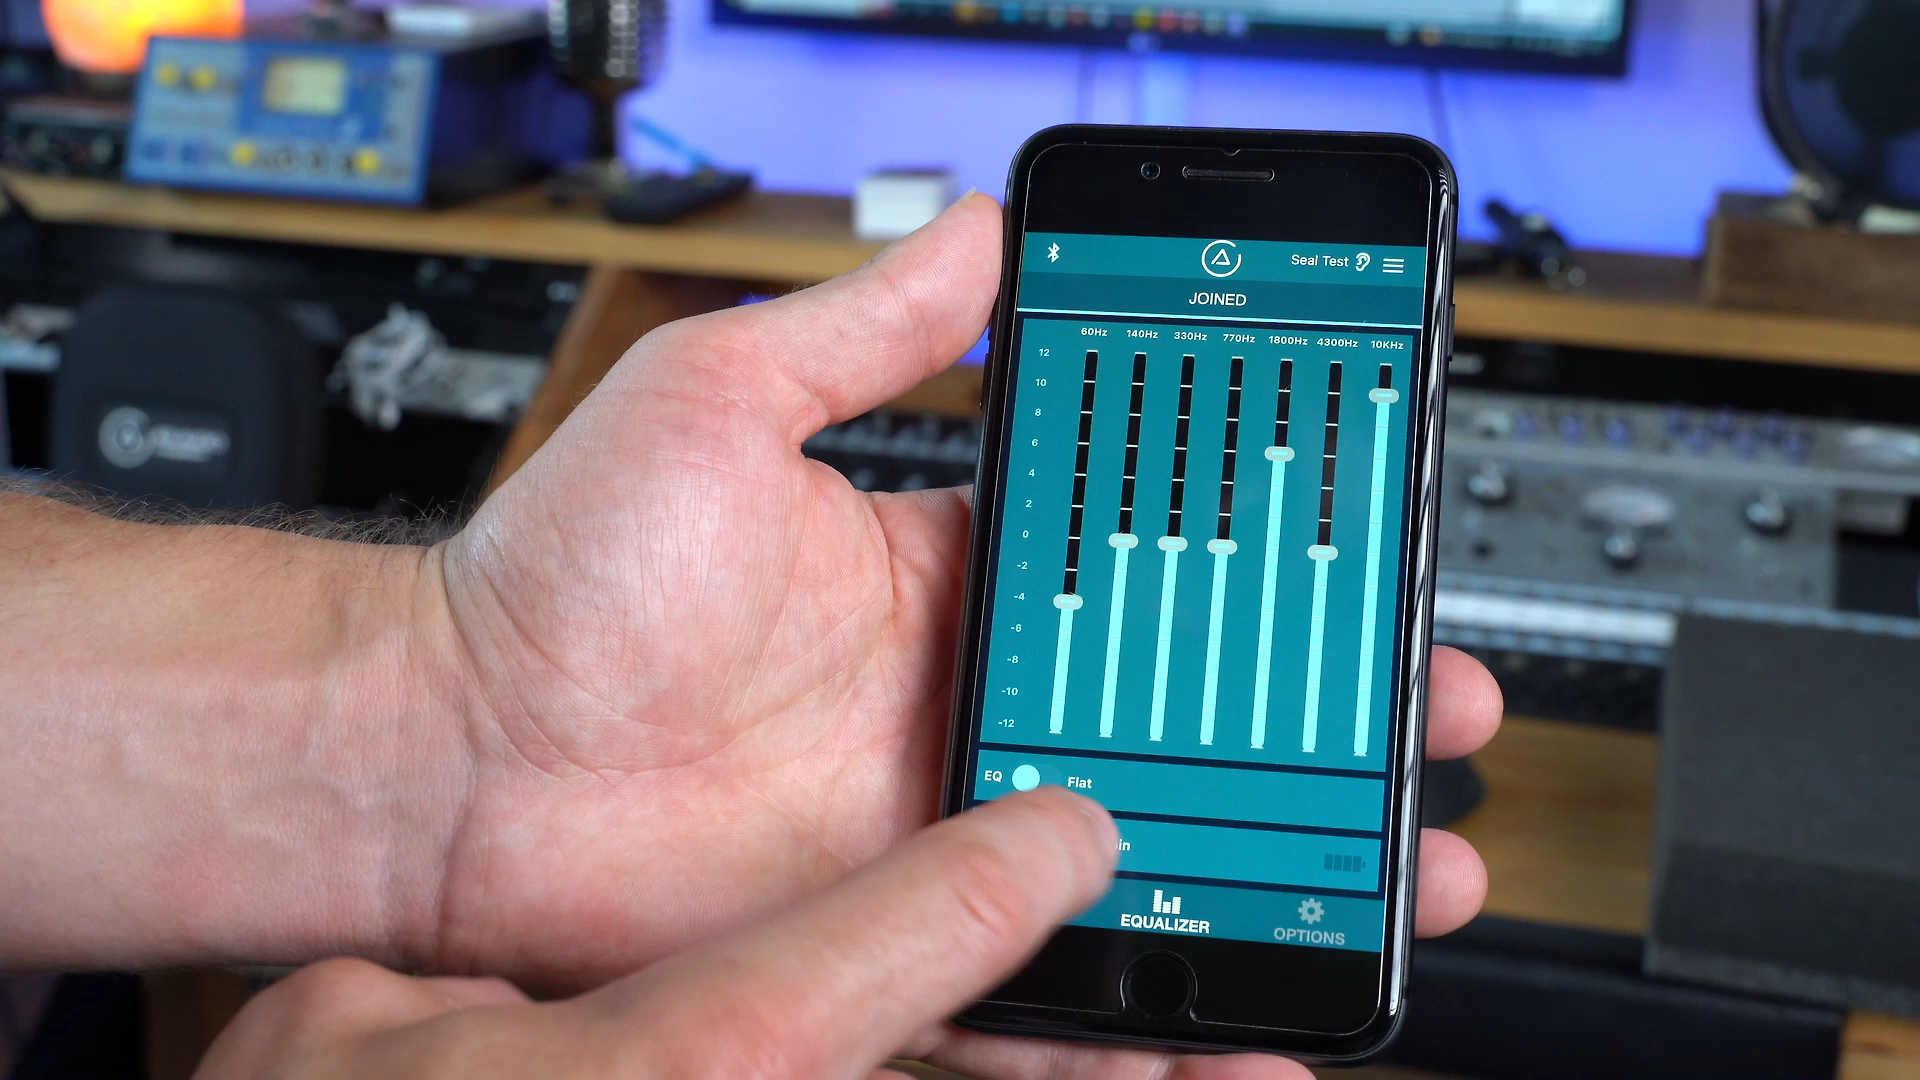 Seal Test
JOINED
60Hz 140Hz 330Hz 770Hz 1800Hz 4300Hz 10KHz
12
10
8
6
4
2
0
-2
-4
-6
-8
-10
-12
EQ Flat
EQUALIZER
OPTIONS